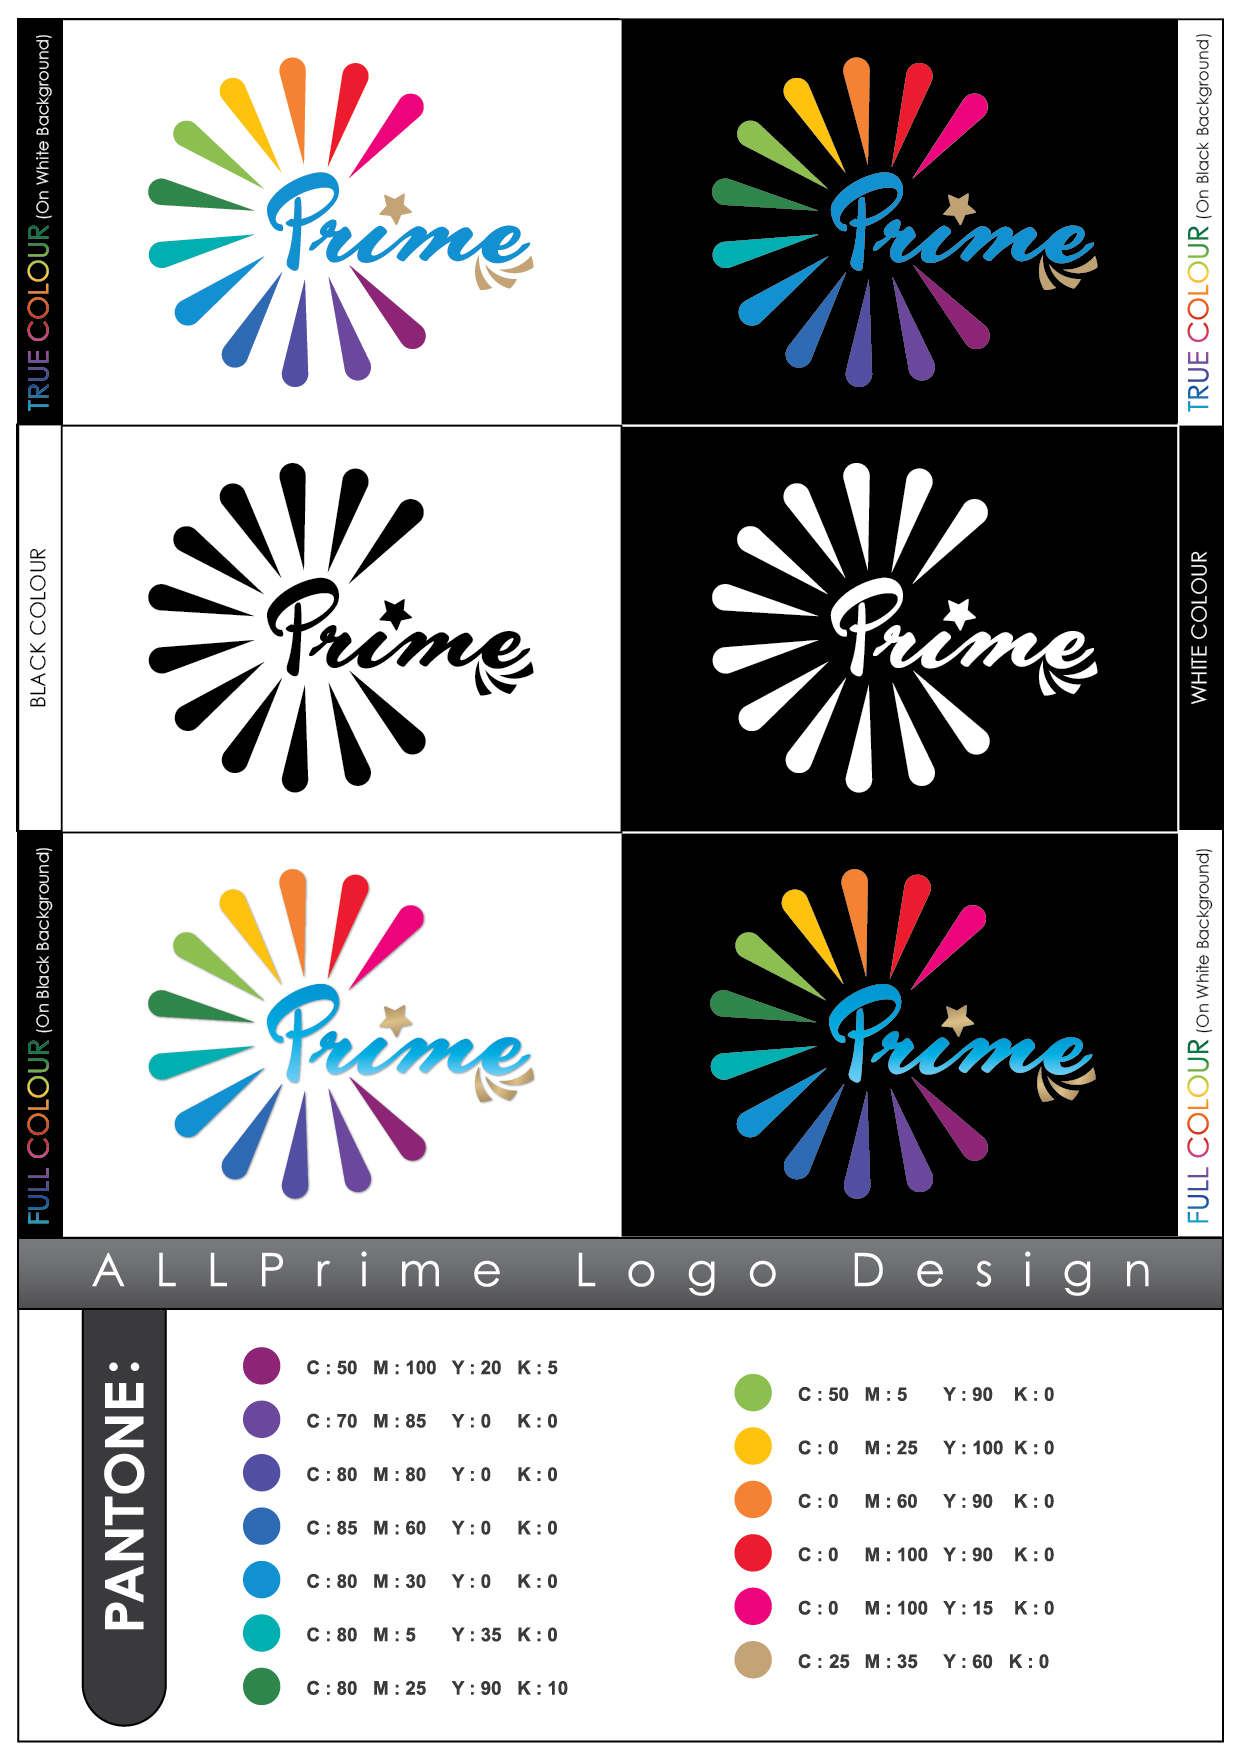 TRUE COLOUR (On White Background)
Prime
Prime
TRUE COLOUR (On Black Background)
BLACK COLOUR
Prime
Prime
WHITE COLOUR
FULL COLOUR (On Black Background)
Prime
Prime
FULL COLOUR (On White Background)
ALLPrime Logo Design
PANTONE:
C : 50 M : 100 Y : 20 K : 5
C : 70 M : 85 Y : 0 K : 0
C : 80 M : 80 Y : 0 K : 0
C : 85 M : 60 Y : 0 K : 0
C : 80 M : 30 Y : 0 K : 0
C : 80 M : 5 Y : 35 K : 0
C : 80 M : 25 Y : 90 K : 10
C : 50 M : 5 Y : 90 K : 0
C : 0 M : 25 Y : 100 K : 0
C : 0 M : 60 Y : 90 K : 0
C : 0 M : 100 Y : 90 K : 0
C : 0 M : 100 Y : 15 K : 0
C : 25 M : 35 Y : 60 K : 0